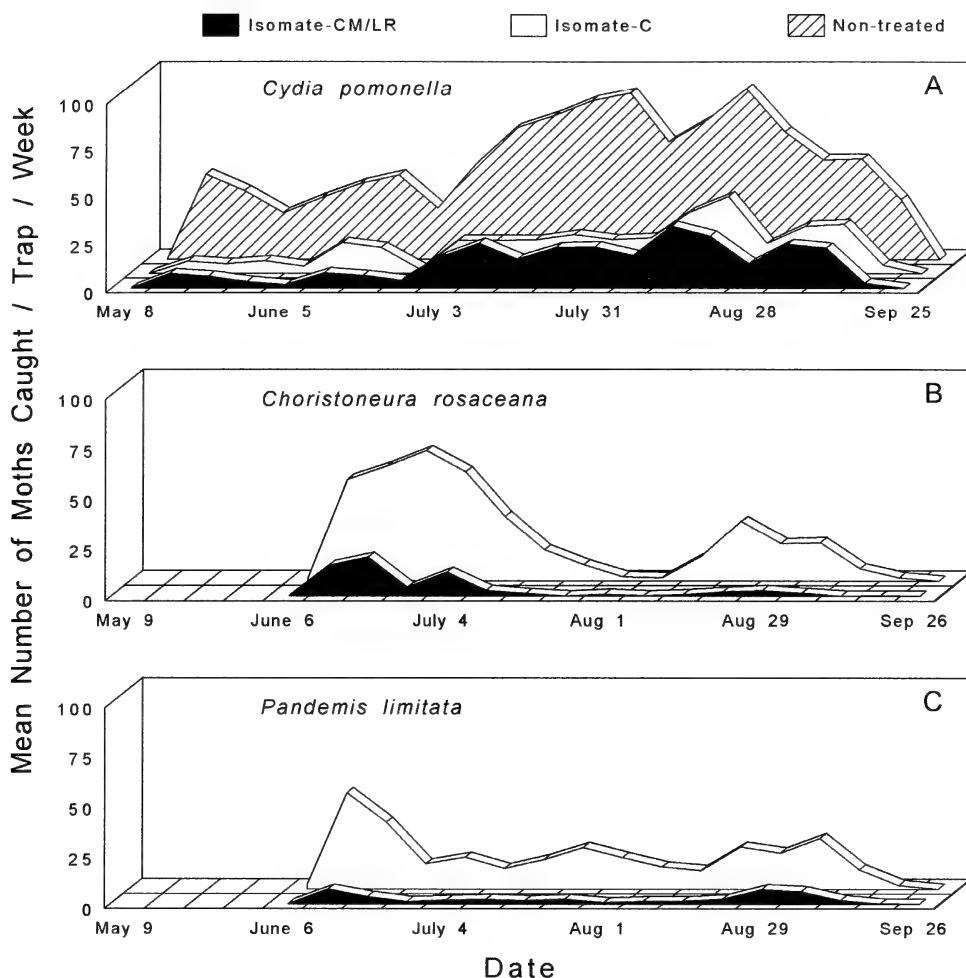 Isomate-CM/LR Isomate-C Non-treated
Mean Number of Moths Caught / Trap / Week
Cydia pomonella A
100
75
50
25
0
May 8 June 5 July 3 July 31 Aug 28 Sep 25
Choristoneura rosaceana B
100
75
50
25
0
May 9 June 6 July 4 Aug 1 Aug 29 Sep 26
Pandemis limitata C
100
75
50
25
0
May 9 June 6 July 4 Aug 1 Aug 29 Sep 26
Date